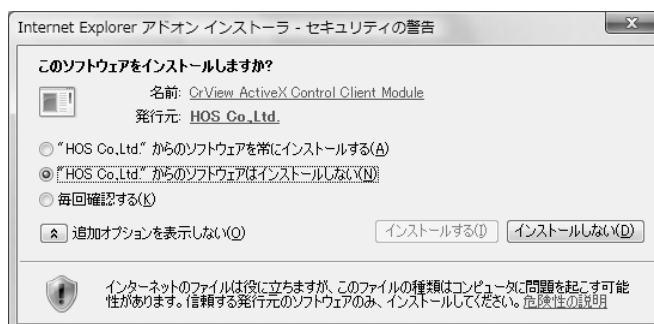 Internet Explorer アドオン インストーラ - セキュリティの警告
このソフトウェアをインストールしますか?
名前: CrView ActiveX Control Client Module
発行元: HOS Co.,Ltd.
"HOS Co.,Ltd." からのソフトウェアを常にインストールする(A)
"HOS Co.,Ltd." からのソフトウェアはインストールしない(N)
毎回確認する(K)
追加オプションを表示しない(O) インストールする(I) インストールしない(D)
インターネットのファイルは役に立ちますが、このファイルの種類はコンピュータに問題を起こす可能
性があります。信頼する発行元のソフトウェアのみ、インストールしてください。危険性の説明